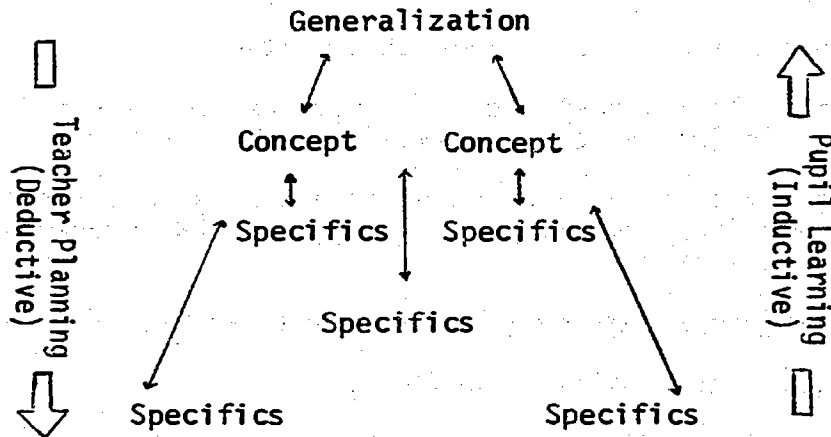 Generalization
Teacher Planning
(Deductive)
Pupil Learning
(Inductive)
Concept Concept
Specifics Specifics
Specifics
Specifics Specifics